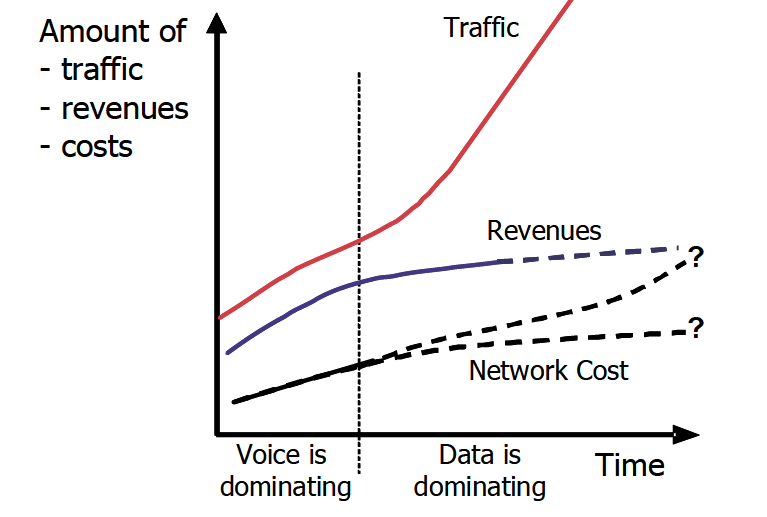 Amount of
- traffic
- revenues
- costs
Traffic
Revenues
?
?
Network Cost
Voice is
dominating
Data is
dominating
Time